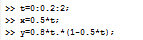 >> t=0:0.2:2;
>> x=0.5*t;
>> y=0.8*t.*(1-0.5*t);